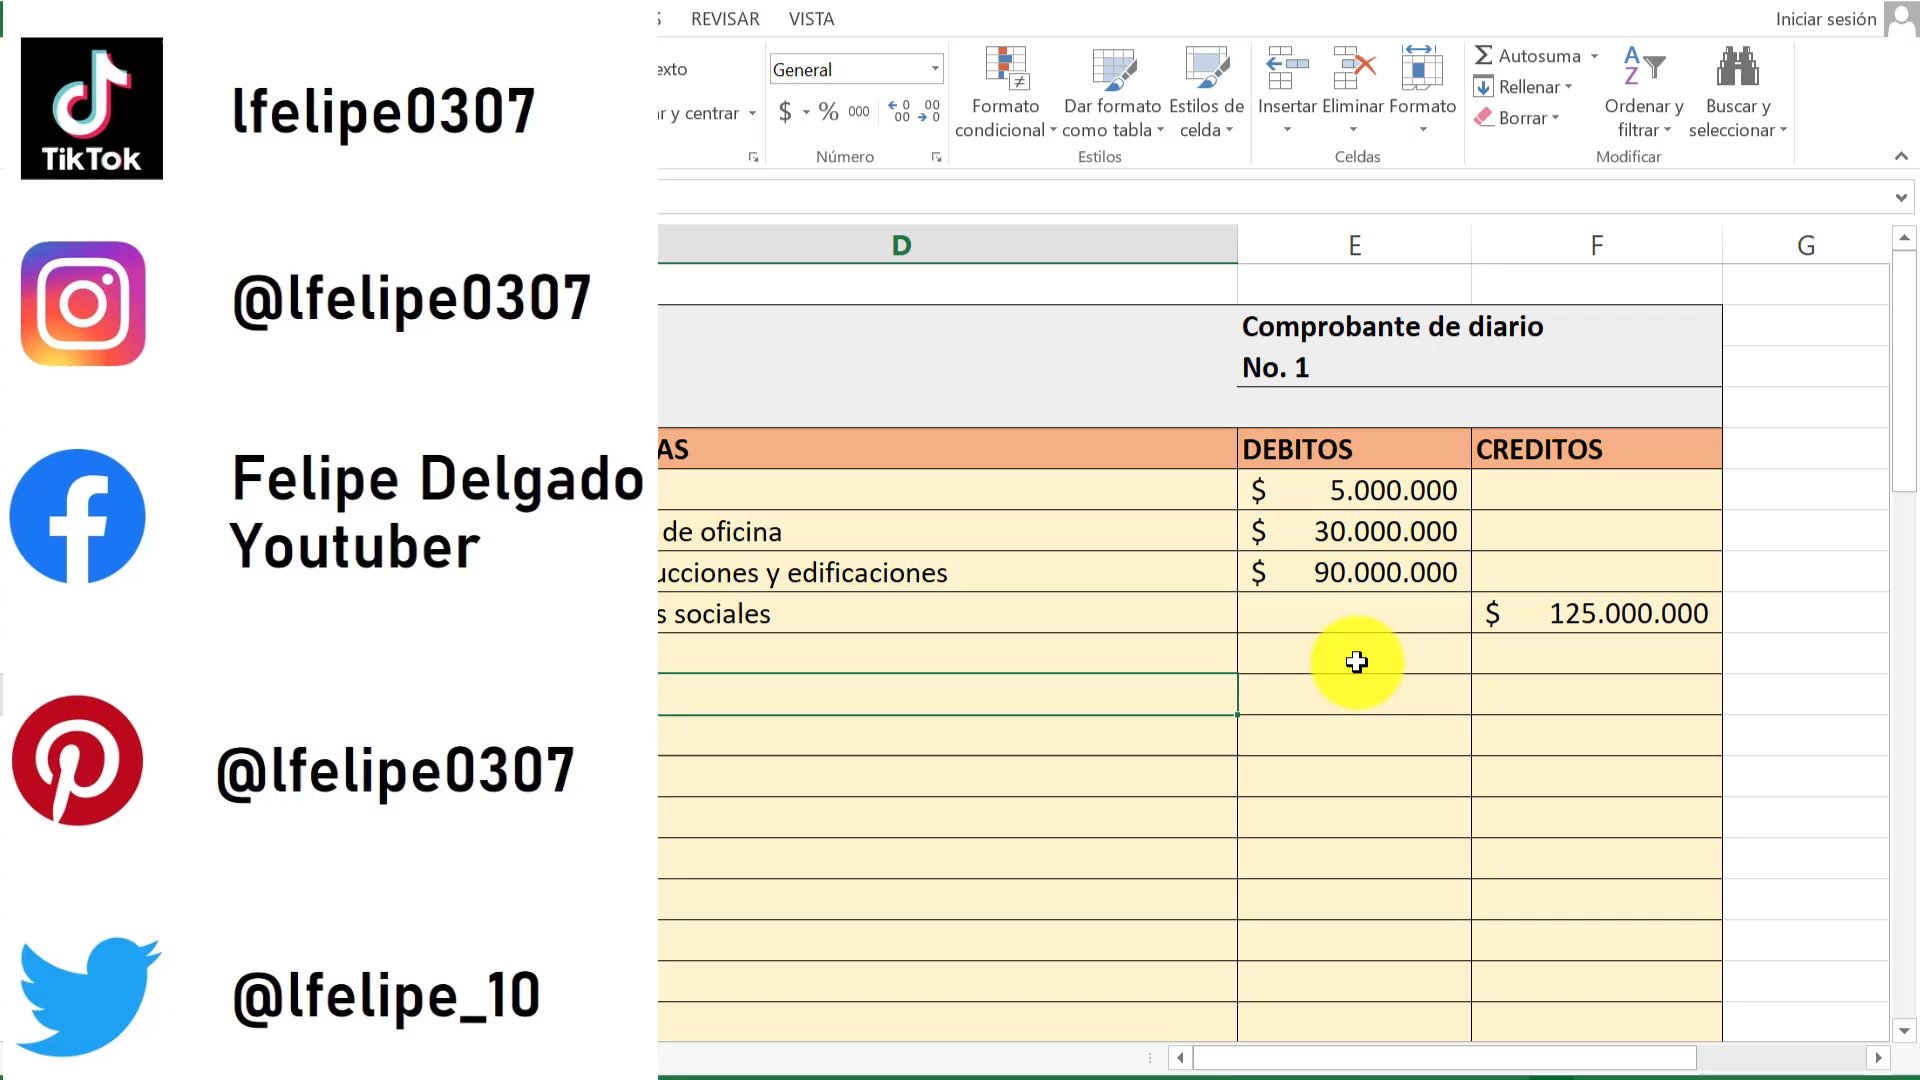 TikTok
lfelipe0307
@lfelipe0307
Felipe Delgado
Youtuber
@lfelipe0307
@lfelipe_10
REVISAR VISTA
Iniciar sesión
exto
r y centrar
General
$ % 000
Número
Formato condicional
Dar formato como tabla
Estilos de celda
Estilos
Insertar Eliminar Formato
Celdas
Autosuma
Rellenar
Borrar
Ordenar y filtrar
Buscar y seleccionar
Modificar
D E F G
Comprobante de diario
No. 1
AS DEBITOS CREDITOS
$ 5.000.000
de oficina $ 30.000.000
ucciones y edificaciones $ 90.000.000
s sociales $ 125.000.000